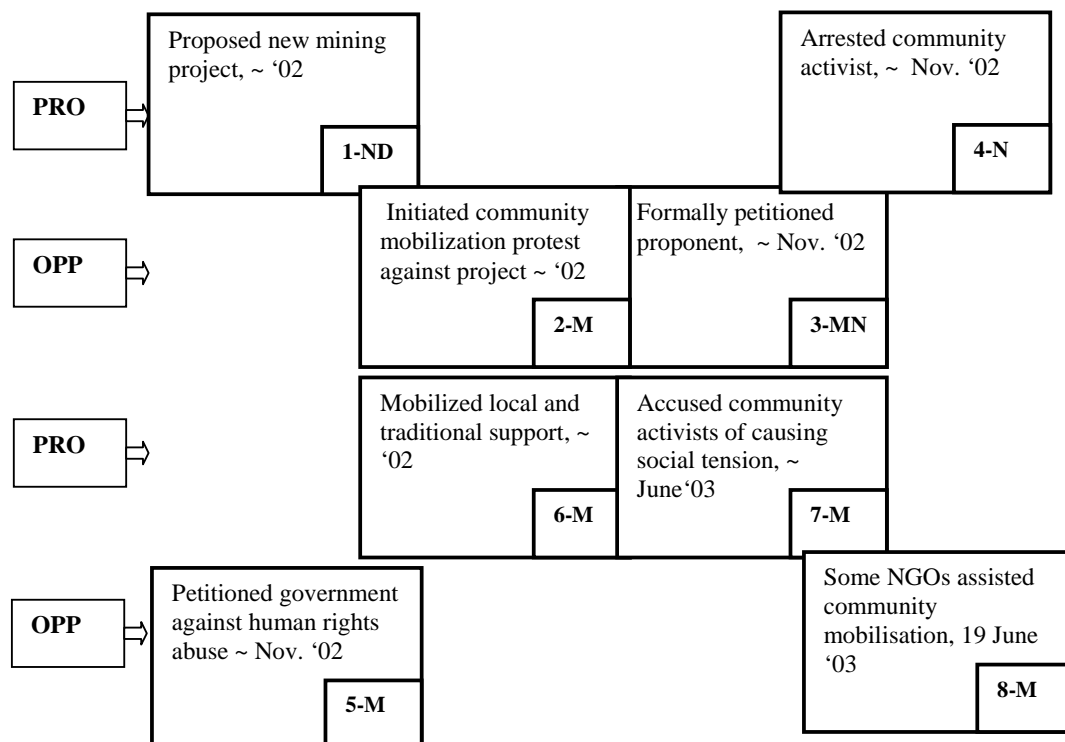 PRO
Proposed new mining
project, ~ ‘02
1-ND
Arrested community
activist, ~ Nov. ‘02
4-N
OPP
Initiated community
mobilization protest
against project ~ ‘02
2-M
Formally petitioned
proponent, ~ Nov. ‘02
3-MN
PRO
Mobilized local and
traditional support, ~
‘02
6-M
Accused community
activists of causing
social tension, ~
June‘03
7-M
OPP
Petitioned government
against human rights
abuse ~ Nov. ‘02
5-M
Some NGOs assisted
community
mobilisation, 19 June
‘03
8-M